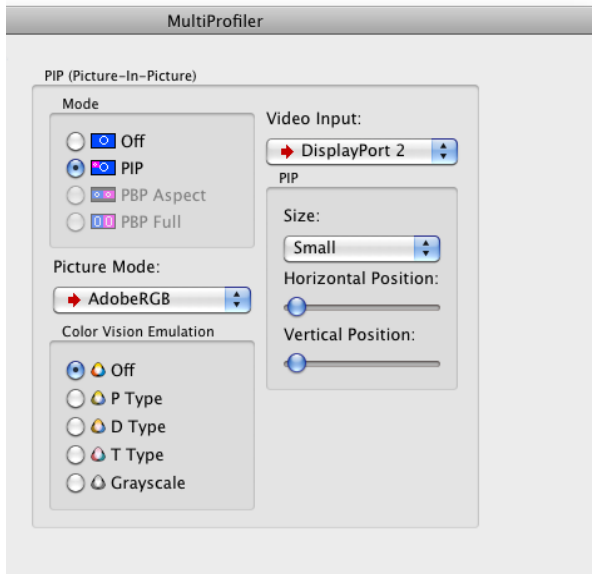 MultiProfiler
PIP (Picture-In-Picture)
Mode
Off
PIP
PBP Aspect
PBP Full
Picture Mode:
AdobeRGB
Color Vision Emulation
Off
P Type
D Type
T Type
Grayscale
Video Input:
DisplayPort 2
PIP
Size:
Small
Horizontal Position:
Vertical Position: